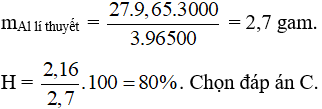 m_Al lí thuyết = 27.9,65.3000 / 3.96500 = 2,7 gam.
H = 2,16 / 2,7 .100 = 80%. Chọn đáp án C.